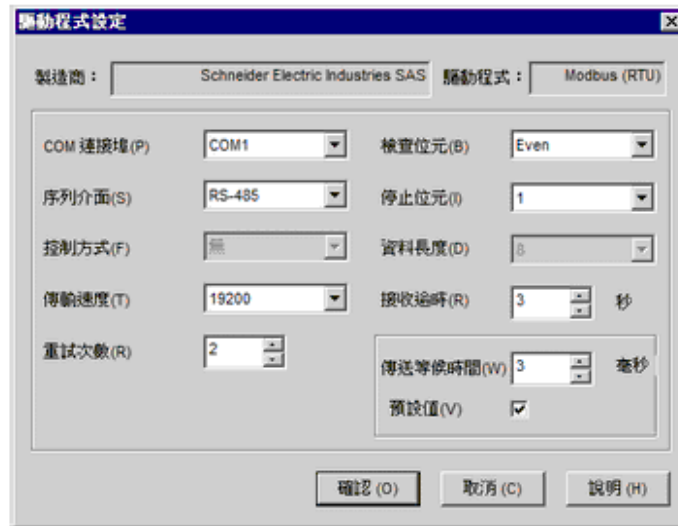 驅動程式設定
製造商： Schneider Electric Industries SAS 驅動程式： Modbus (RTU)
COM 連接埠(P) COM1 檢查位元(B) Even
序列介面(S) RS-485 停止位元(I) 1
控制方式(F) 無 資料長度(D) 8
傳輸速度(T) 19200 接收逾時(R) 3 秒
重試次數(R) 2
傳送等候時間(W) 3 毫秒
預設值(V)
確認 (O) 取消 (C) 說明 (H)